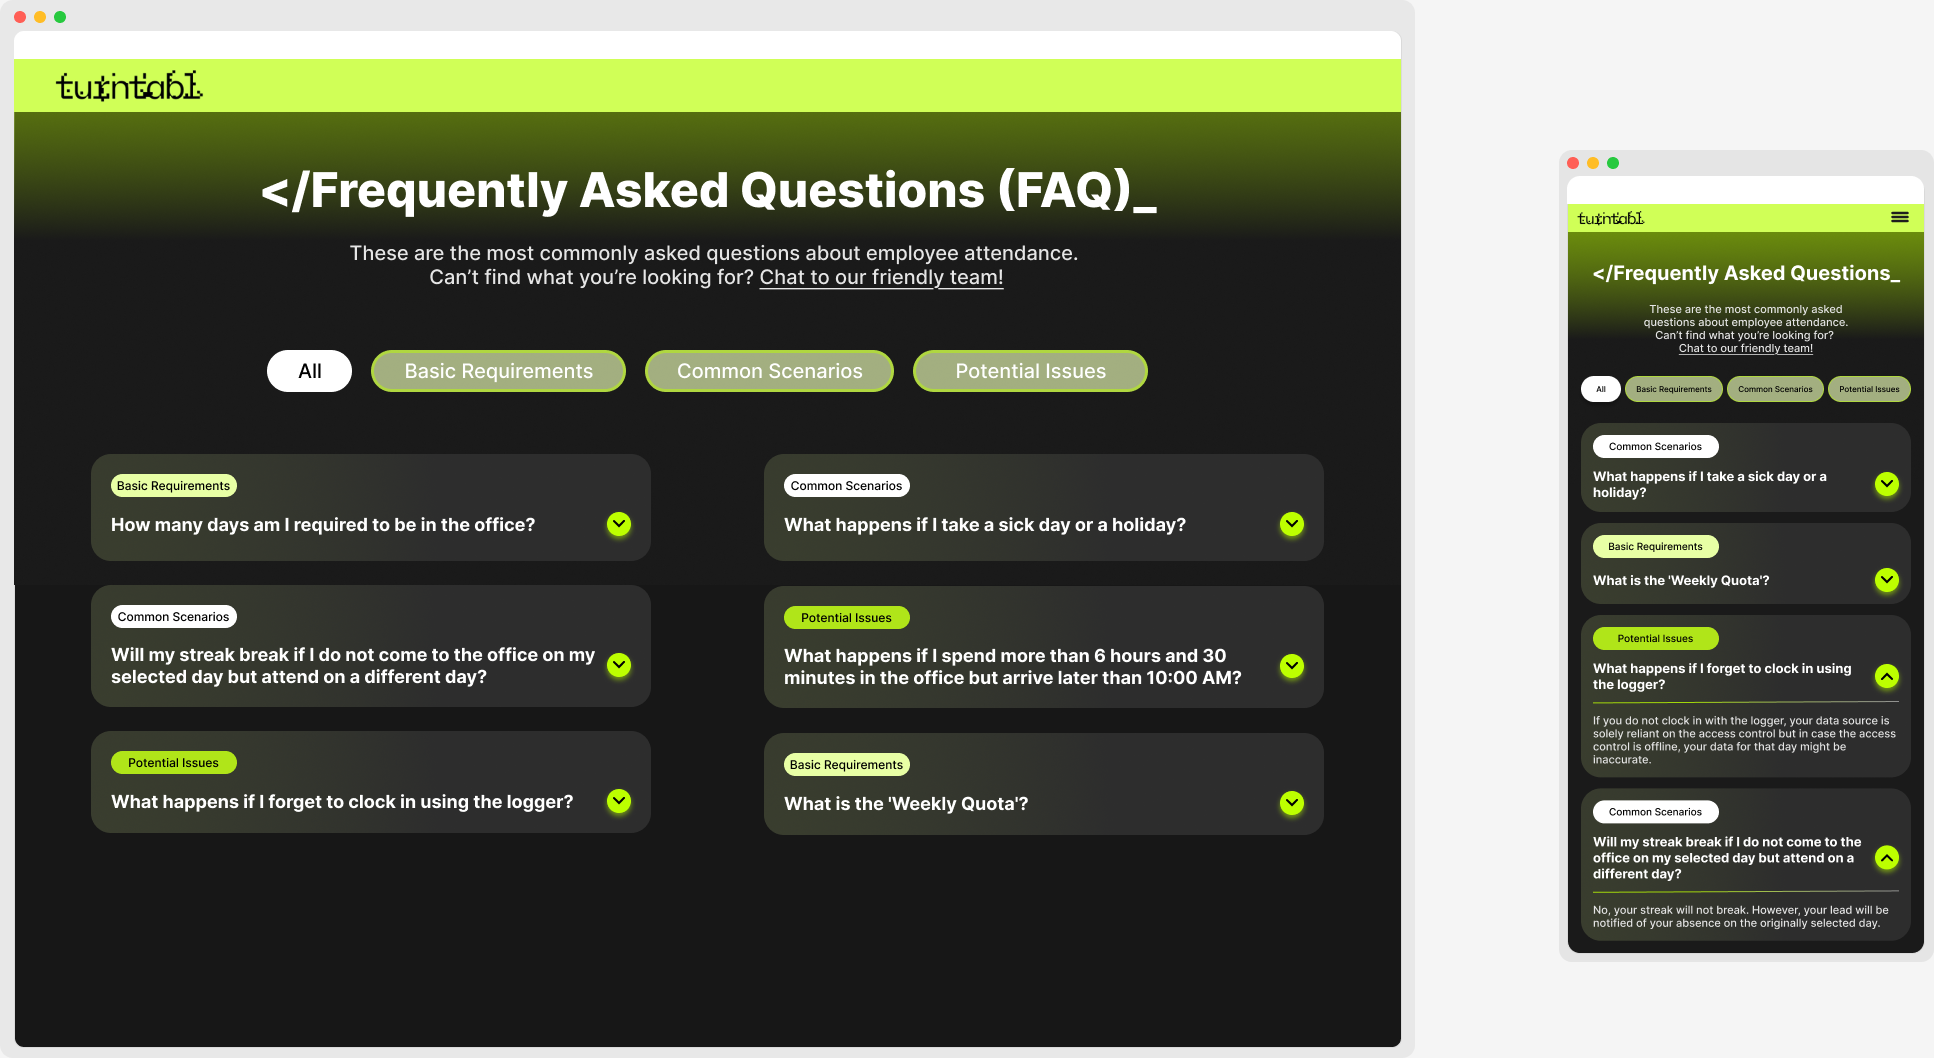 turntabl
</Frequently Asked Questions (FAQ)_
These are the most commonly asked questions about employee attendance.
Can’t find what you’re looking for? Chat to our friendly team!
All
Basic Requirements
Common Scenarios
Potential Issues
Basic Requirements
How many days am I required to be in the office?
Common Scenarios
What happens if I take a sick day or a holiday?
Common Scenarios
Will my streak break if I do not come to the office on my
selected day but attend on a different day?
Potential Issues
What happens if I spend more than 6 hours and 30
minutes in the office but arrive later than 10:00 AM?
Potential Issues
What happens if I forget to clock in using the logger?
Basic Requirements
What is the 'Weekly Quota'?
turntabl
</Frequently Asked Questions_
These are the most commonly asked
questions about employee attendance.
Can’t find what you’re looking for?
Chat to our friendly team!
All
Basic Requirements
Common Scenarios
Potential Issues
Common Scenarios
What happens if I take a sick day or a
holiday?
Basic Requirements
What is the 'Weekly Quota'?
Potential Issues
What happens if I forget to clock in using
the logger?
If you do not clock in with the logger, your data source is
solely reliant on the access control but in case the access
control is offline, your data for that day might be
inaccurate.
Common Scenarios
Will my streak break if I do not come to the
office on my selected day but attend on a
different day?
No, your streak will not break. However, your lead will be
notified of your absence on the originally selected day.